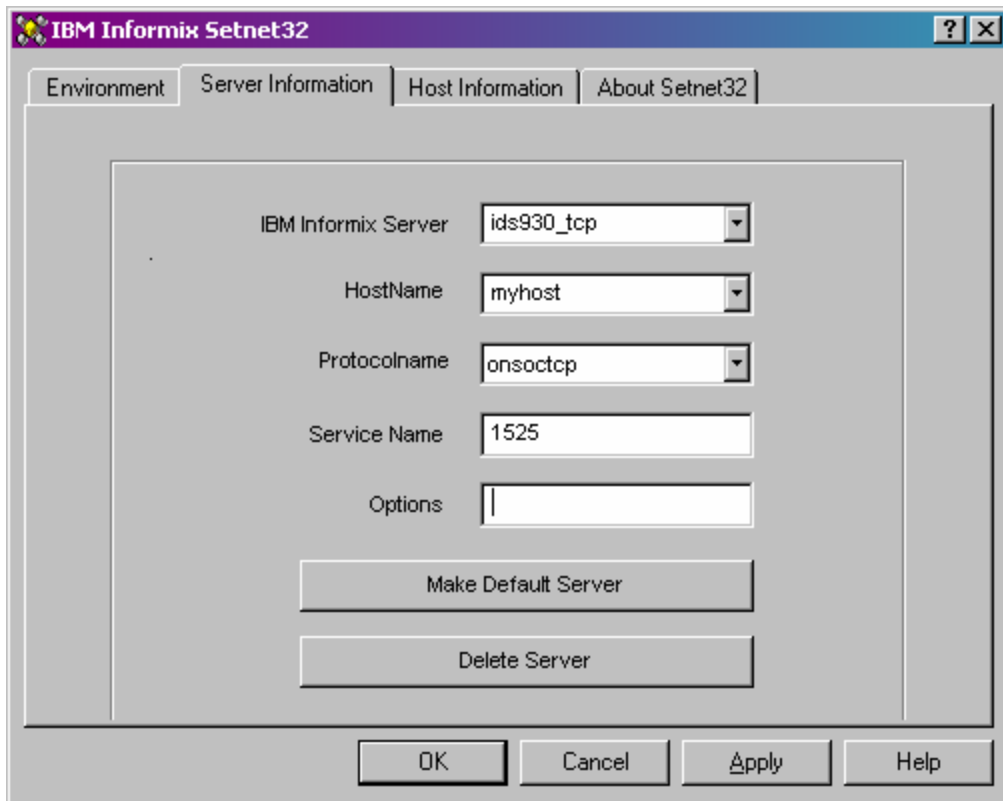 IBM Informix Setnet32
Environment Server Information Host Information About Setnet32
IBM Informix Server ids930_tcp
HostName myhost
Protocolname onsoctcp
Service Name 1525
Options
Make Default Server
Delete Server
OK Cancel Apply Help